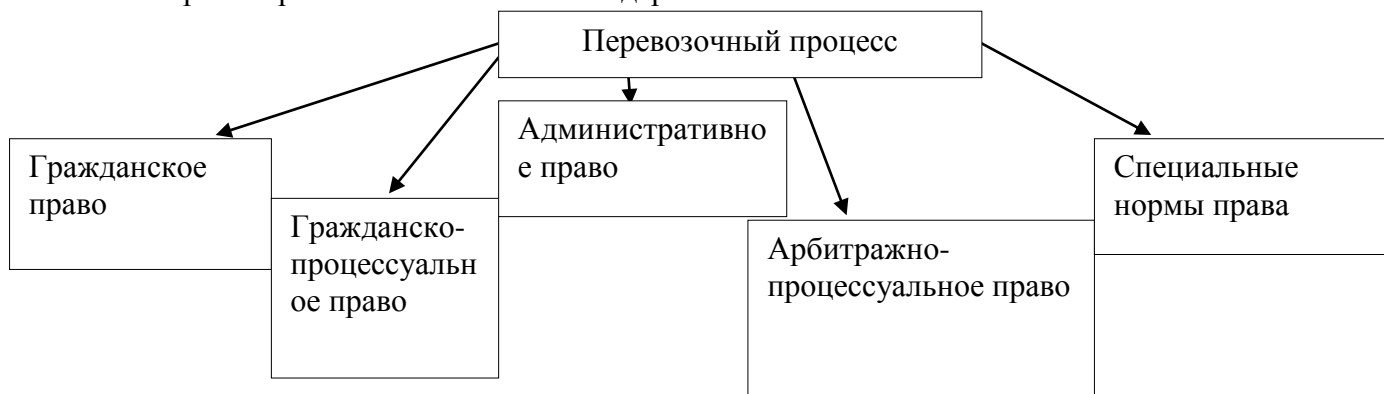 Перевозочный процесс
Административно
е право
Гражданское
право
Гражданско-
процессуальн
ое право
Арбитражно-
процессуальное право
Специальные
нормы права